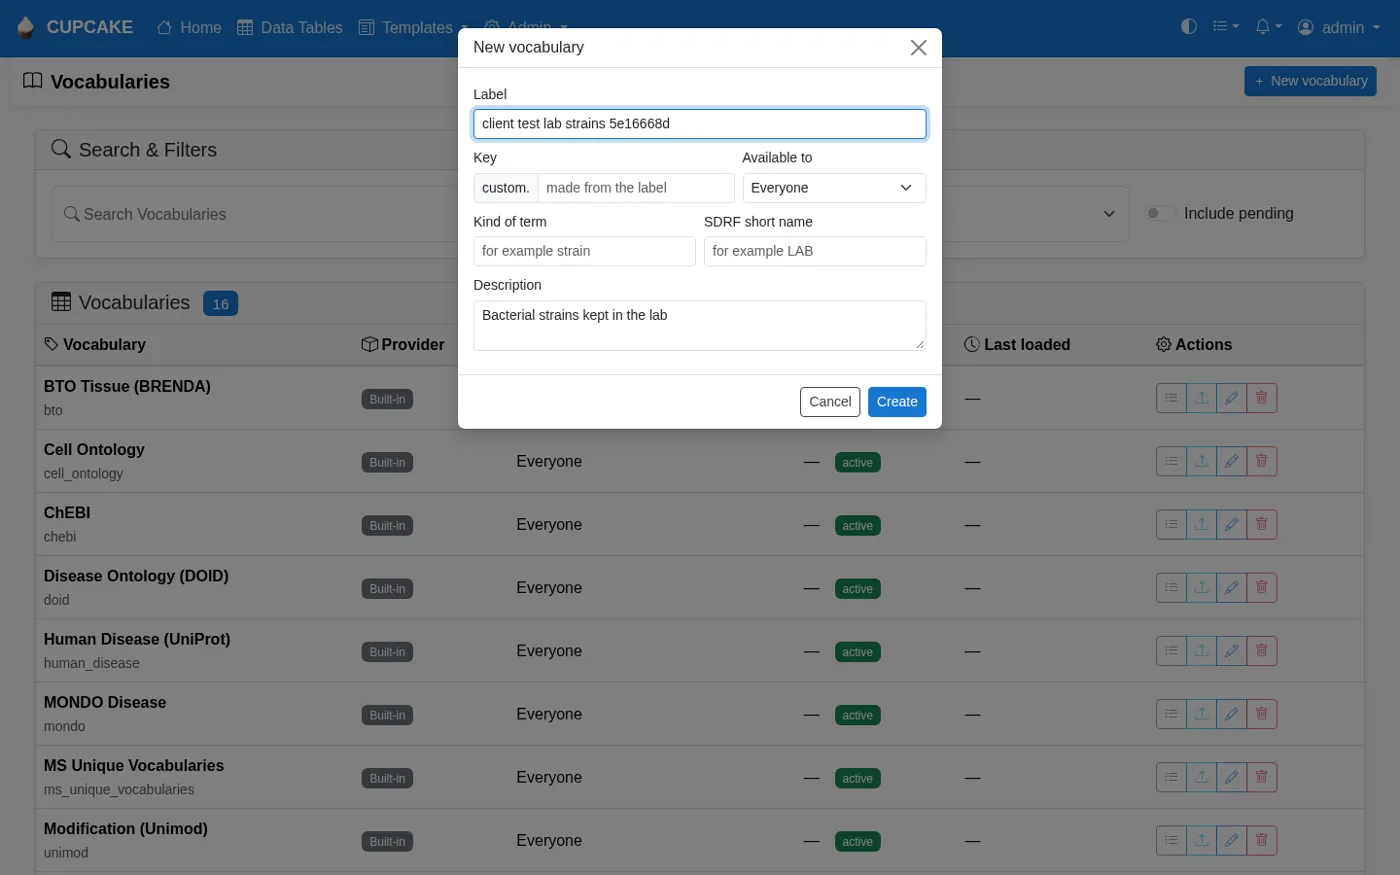 CUPCAKE Home Data Tables Templates Admin admin
Vocabularies
+ New vocabulary
New vocabulary
Label
client test lab strains 5e16668d
Key
Available to
custom. made from the label
Everyone
Kind of term
SDRF short name
for example strain
for example LAB
Description
Bacterial strains kept in the lab
Cancel Create
Search & Filters
Search Vocabularies
Include pending
Vocabularies 16
Vocabulary Provider Last loaded Actions
BTO Tissue (BRENDA)
bto
Built-in —
Cell Ontology
cell_ontology
Built-in Everyone — active —
ChEBI
chebi
Built-in Everyone — active —
Disease Ontology (DOID)
doid
Built-in Everyone — active —
Human Disease (UniProt)
human_disease
Built-in Everyone — active —
MONDO Disease
mondo
Built-in Everyone — active —
MS Unique Vocabularies
ms_unique_vocabularies
Built-in Everyone — active —
Modification (Unimod)
unimod
Built-in Everyone — active —